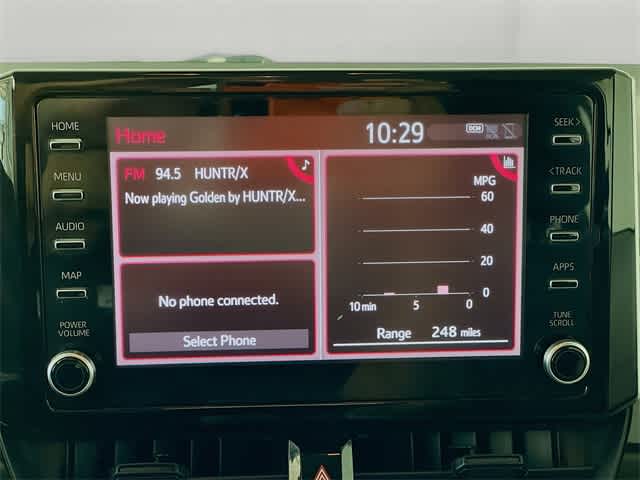 HOME
MENU
AUDIO
MAP
POWER
VOLUME
Home
10:29
DCM
FM 94.5 HUNTR/X
Now playing Golden by HUNTR/X...
No phone connected.
Select Phone
MPG
60
40
20
0
10 min 5 0
Range 248 miles
SEEK>
<TRACK
PHONE
APPS
TUNE
SCROLL